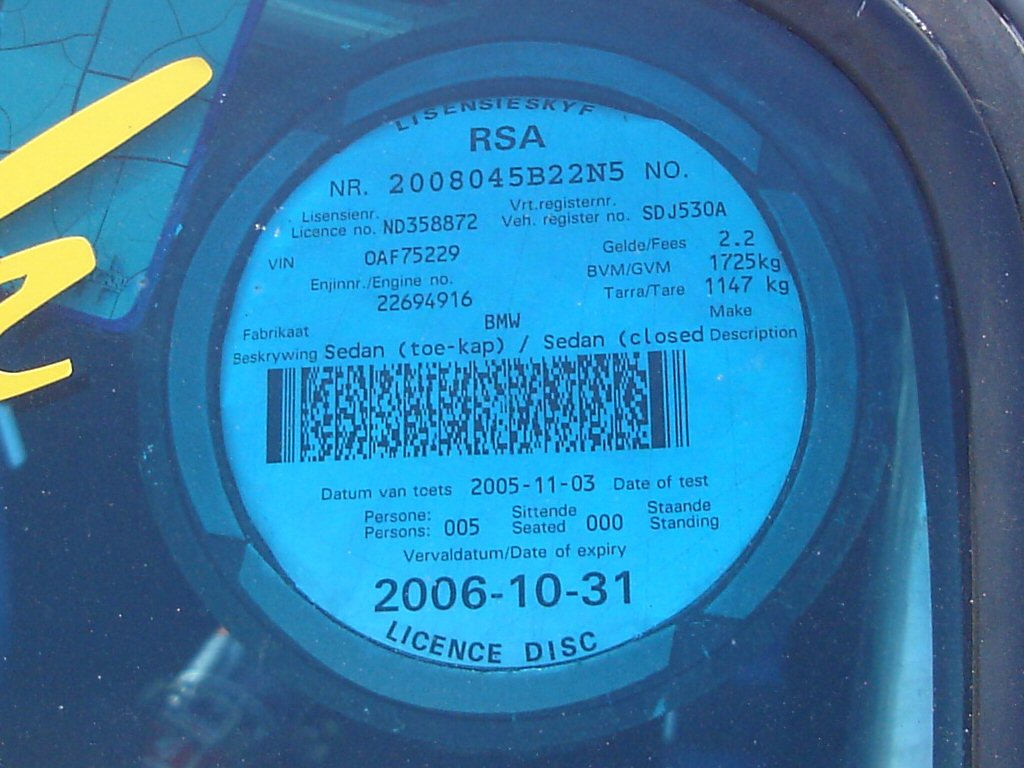 LISENSIESKYF
RSA
NR. 2008045B22N5 NO.
Lisensienr. Vrt.registernr.
Licence no. ND358872 Veh. register no. SDJ530A
VIN 0AF75229 Gelde/Fees 2.2
Enjinnr./Engine no. BVM/GVM 1725kg
22694916 Tarra/Tare 1147 kg
Fabrikaat BMW Make
Beskrywing Sedan (toe-kap) / Sedan (closed Description
Datum van toets 2005-11-03 Date of test
Persone: Sittende Staande
Persons: 005 Seated 000 Standing
Vervaldatum/Date of expiry
2006-10-31
LICENCE DISC